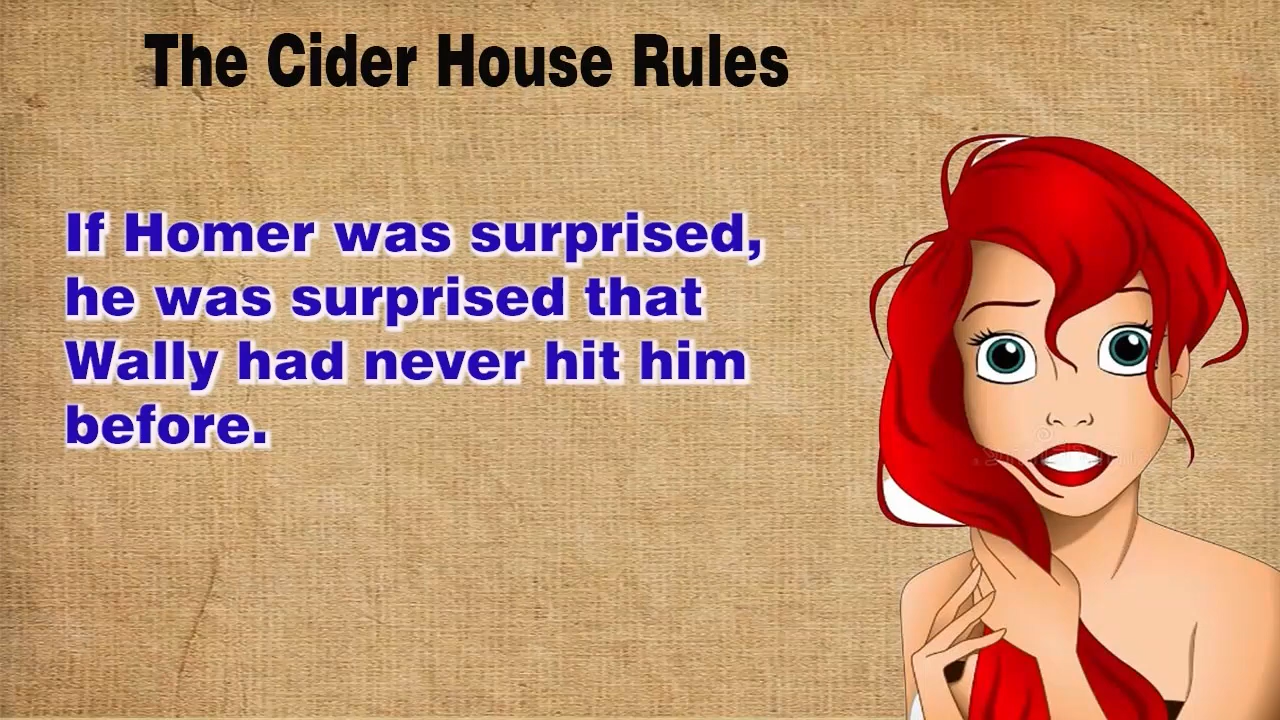 The Cider House Rules
If Homer was surprised,
he was surprised that
Wally had never hit him
before.